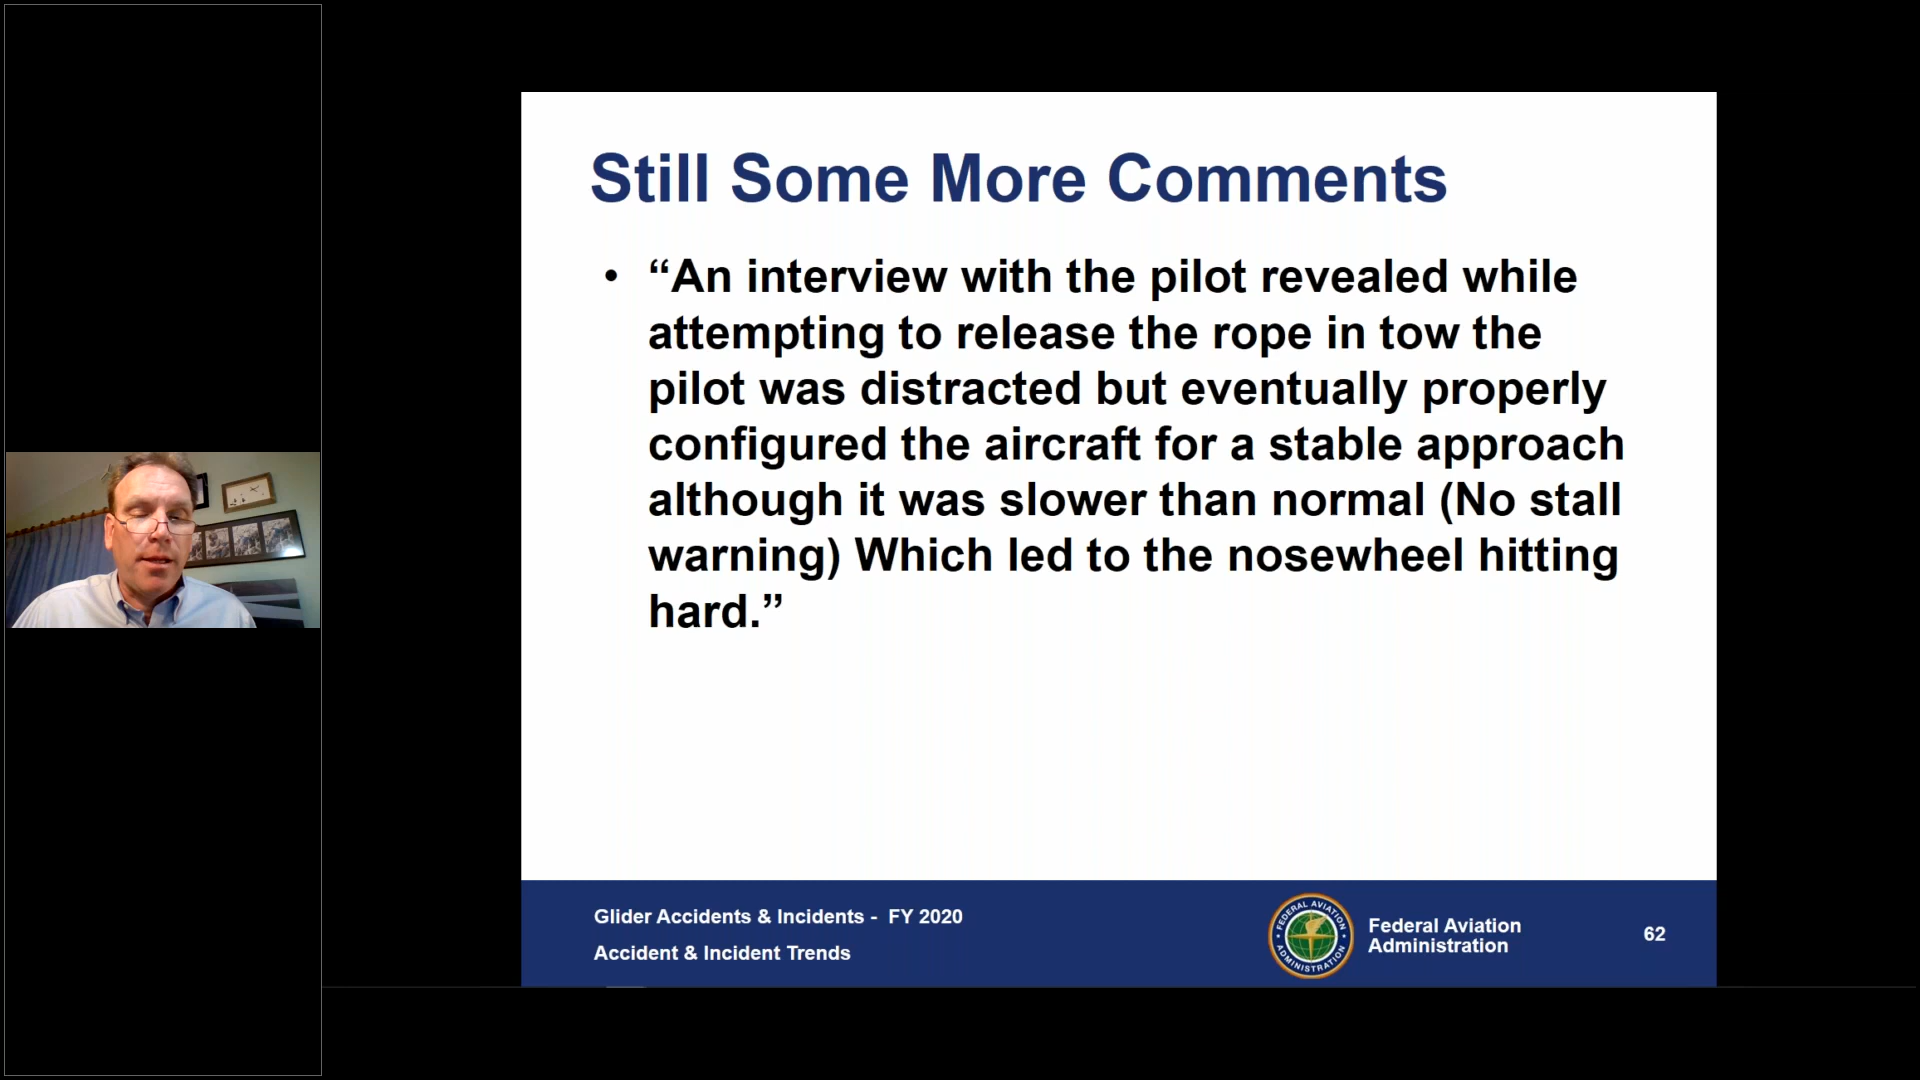 Still Some More Comments
• “An interview with the pilot revealed while
attempting to release the rope in tow the
pilot was distracted but eventually properly
configured the aircraft for a stable approach
although it was slower than normal (No stall
warning) Which led to the nosewheel hitting
hard.”
Glider Accidents & Incidents - FY 2020
Accident & Incident Trends
FEDERAL AVIATION
ADMINISTRATION
Federal Aviation
Administration
62